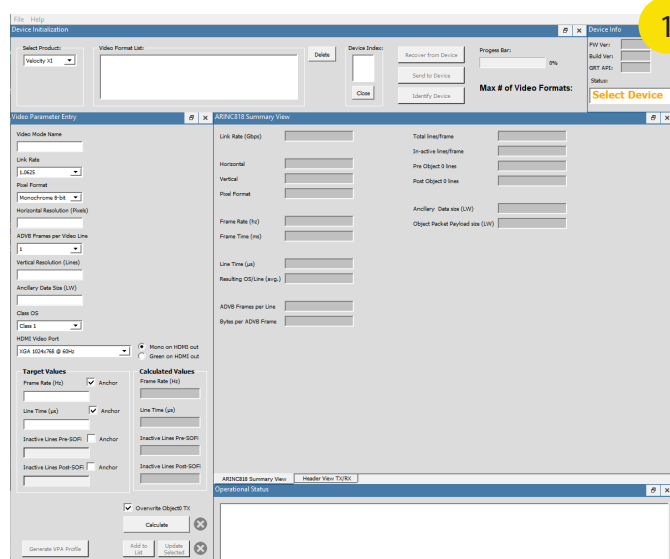 File Help
Device Initialization
Device Info
1
Select Product:
Velocity XI
Video Format List:
Delete
Device Index:
Close
Recover from Device
Send to Device
Identify Device
Progess Bar:
0%
Max # of Video Formats:
FW Ver:
Build Ver:
GRT API:
Status:
Select Device
Video Parameter Entry
Video Mode Name
Link Rate
1.0625
Pixel Format
Monochrome 8-bit
Horizontal Resolution (Pixels)
ADVB Frames per Video Line
1
Vertical Resolution (Lines)
Ancillary Data Size (LW)
Class OS
Class 1
HDMI Video Port
XGA 1024x768 @ 60Hz
Mono on HDMI out
Green on HDMI out
Target Values
Frame Rate (Hz)
Anchor
Line Time (µs)
Anchor
Inactive Lines Pre-SOFi
Anchor
Inactive Lines Post-SOFi
Anchor
Calculated Values
Frame Rate (Hz)
Line Time (µs)
Inactive Lines Pre-SOFi
Inactive Lines Post-SOFi
Overwrite Object0 TX
Calculate
Generate VPA Profile
Add to List
Update Selected
ARINC818 Summary View
Link Rate (Gbps)
Horizontal
Vertical
Pixel Format
Frame Rate (hz)
Frame Time (ms)
Line Time (µs)
Resulting OS/Line (avg.)
ADVB Frames per Line
Bytes per ADVB Frame
Total lines/frame
In-active lines/frame
Pre Object 0 lines
Post Object 0 lines
Ancillary Data size (LW)
Object Packet Payload size (LW)
ARINC818 Summary View
Header View TX/RX
Operational Status